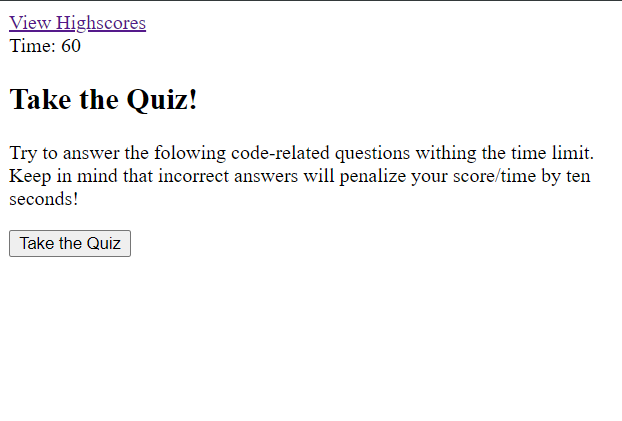 View Highscores
Time: 60
Take the Quiz!
Try to answer the folowing code-related questions withing the time limit.
Keep in mind that incorrect answers will penalize your score/time by ten
seconds!
Take the Quiz